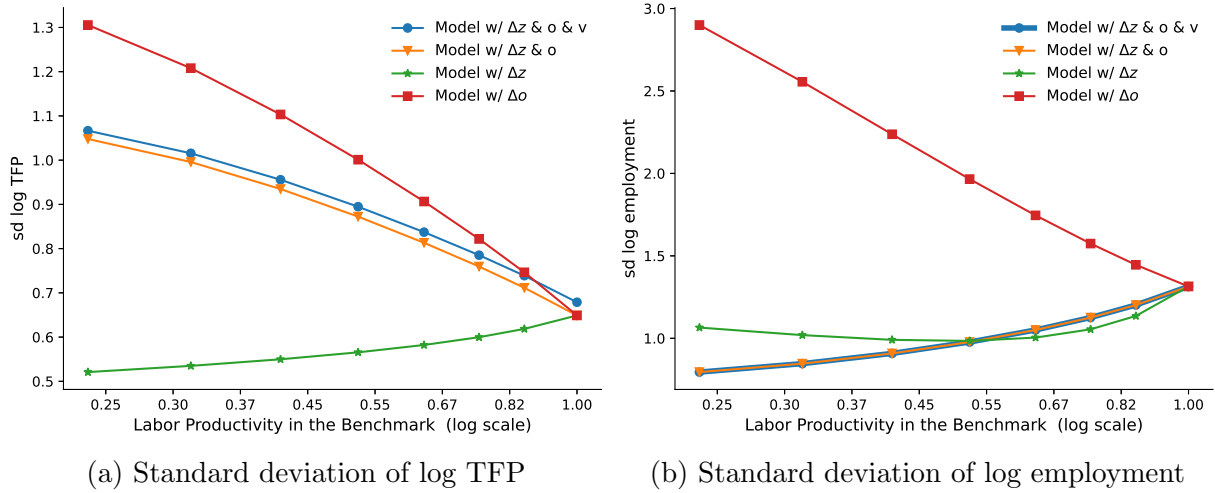 1.3
1.2
1.1
1.0
0.9
0.8
0.7
0.6
0.5
sd log TFP
Model w/ Δz & o & v
Model w/ Δz & o
Model w/ Δz
Model w/ Δo
0.25 0.30 0.37 0.45 0.55 0.67 0.82 1.00
Labor Productivity in the Benchmark (log scale)
(a) Standard deviation of log TFP
3.0
2.5
2.0
1.5
1.0
sd log employment
Model w/ Δz & o & v
Model w/ Δz & o
Model w/ Δz
Model w/ Δo
0.25 0.30 0.37 0.45 0.55 0.67 0.82 1.00
Labor Productivity in the Benchmark (log scale)
(b) Standard deviation of log employment